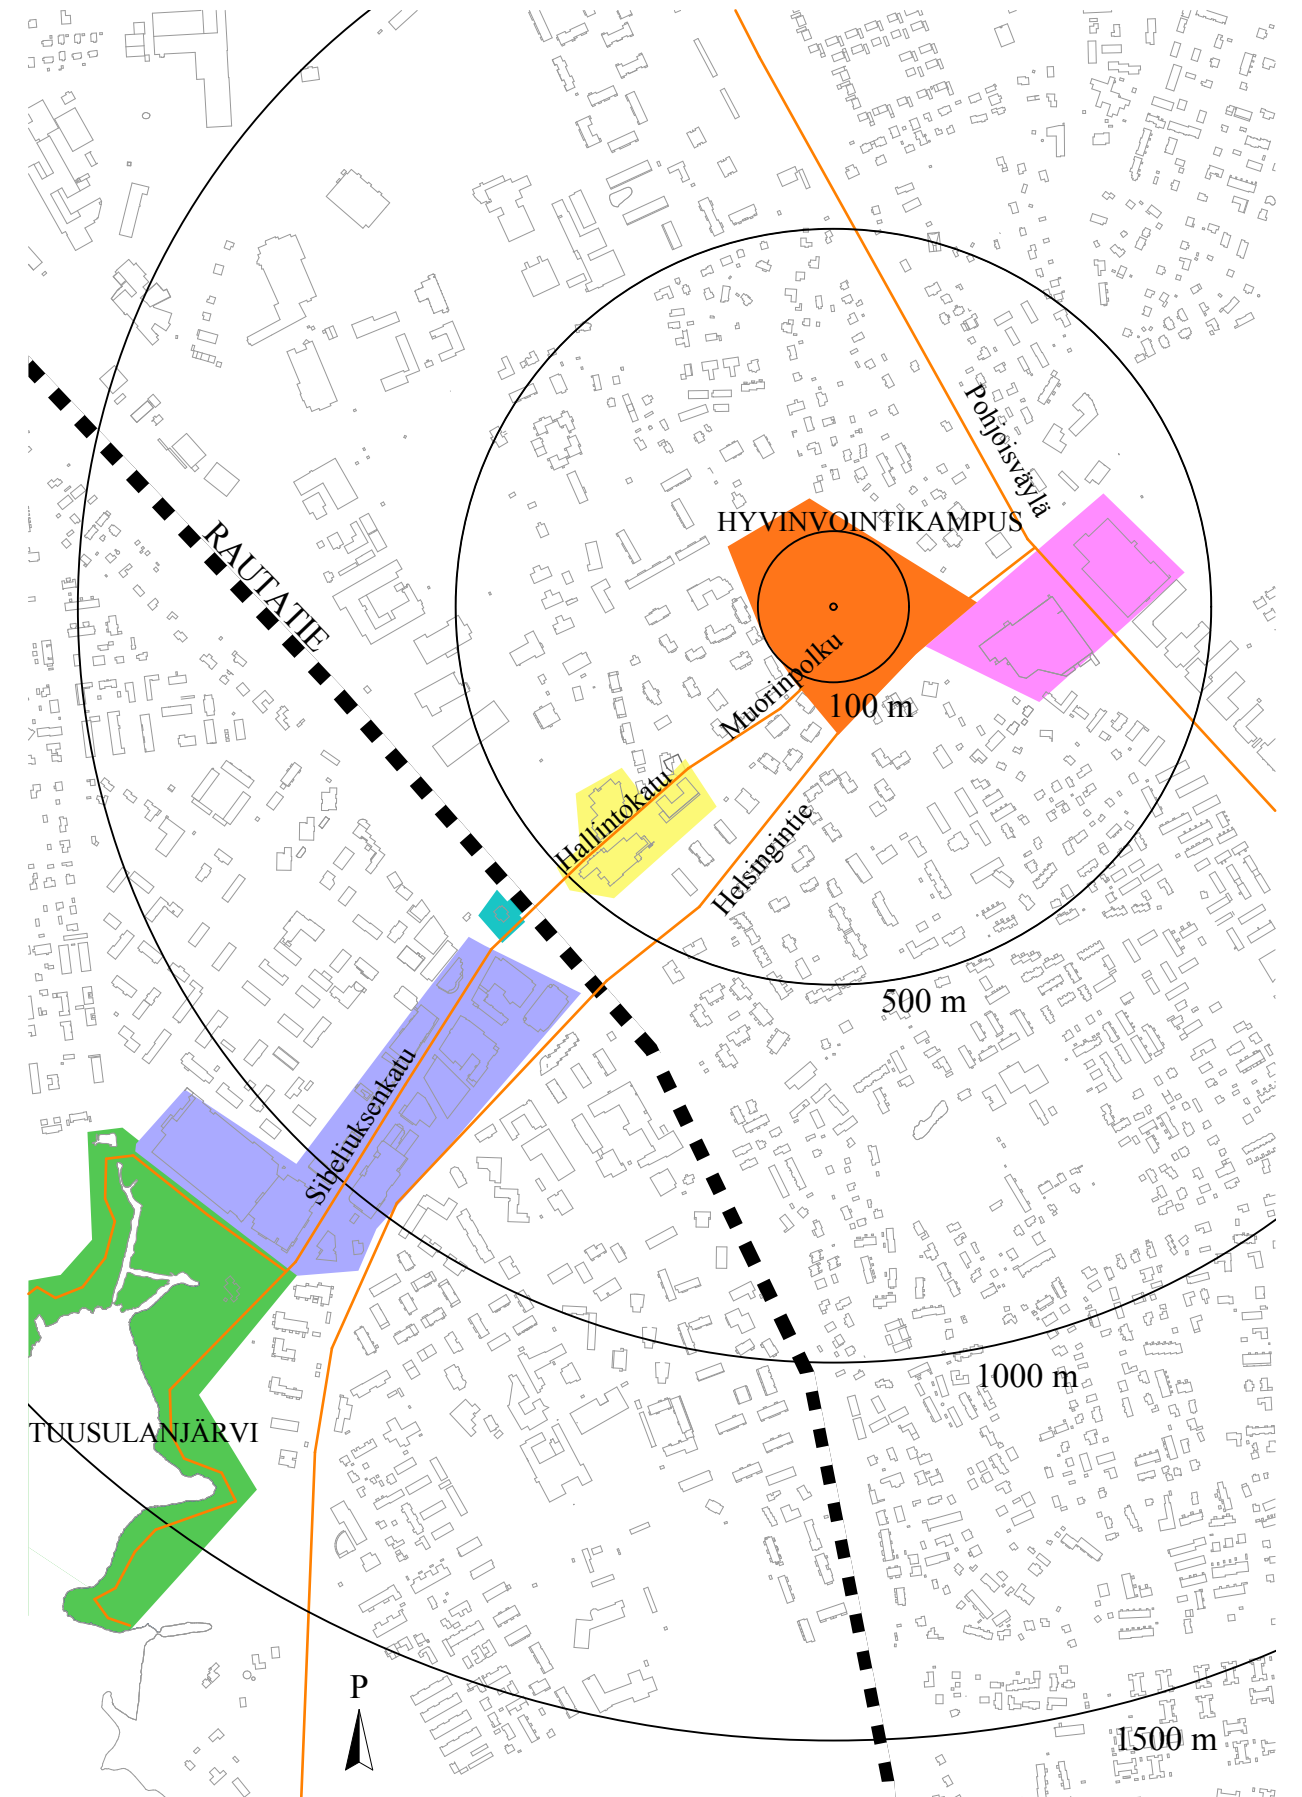 Pohjoisväylä
HYVINVOINTIKAMPUS
RAUTATIE
Muorinpolku
100 m
Hallintokatu
Helsingintie
500 m
Sibeliuksenkatu
1000 m
TUUSULANJÄRVI
P
1500 m